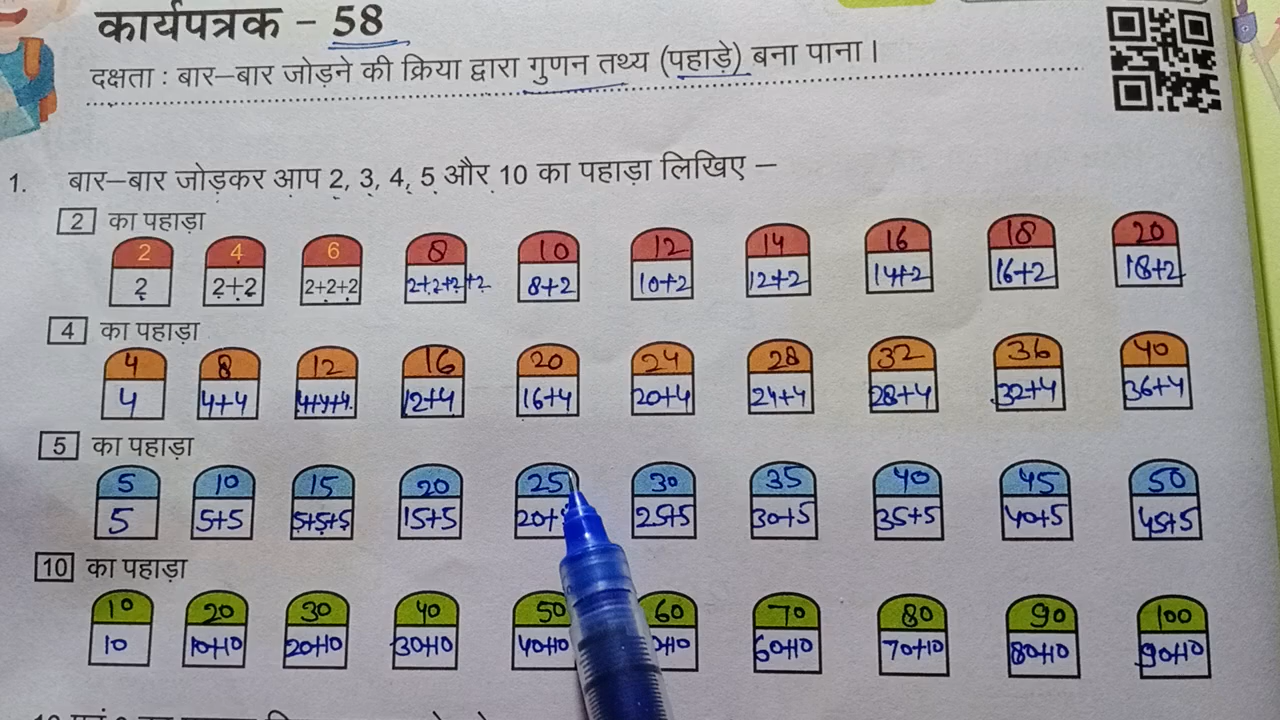 कार्यपत्रक – 58
दक्षता : बार–बार जोड़ने की क्रिया द्वारा गुणन तथ्य (पहाड़े) बना पाना।
1. बार–बार जोड़कर आप 2, 3, 4, 5 और 10 का पहाड़ा लिखिए –
2 का पहाड़ा
2 4 6 8 10 12 14 16 18 20
2 2+2 2+2+2 2+2+2+2 8+2 10+2 12+2 14+2 16+2 18+2
4 का पहाड़ा
4 8 12 16 20 24 28 32 36 40
4 4+4 4+4+4 12+4 16+4 20+4 24+4 28+4 32+4 36+4
5 का पहाड़ा
5 10 15 20 25 30 35 40 45 50
5 5+5 5+5+5 15+5 20+ 25+5 30+5 35+5 40+5 45+5
10 का पहाड़ा
10 20 30 40 50 60 70 80 90 100
10 10+10 20+10 30+10 40+10 0+10 60+10 70+10 80+10 90+10